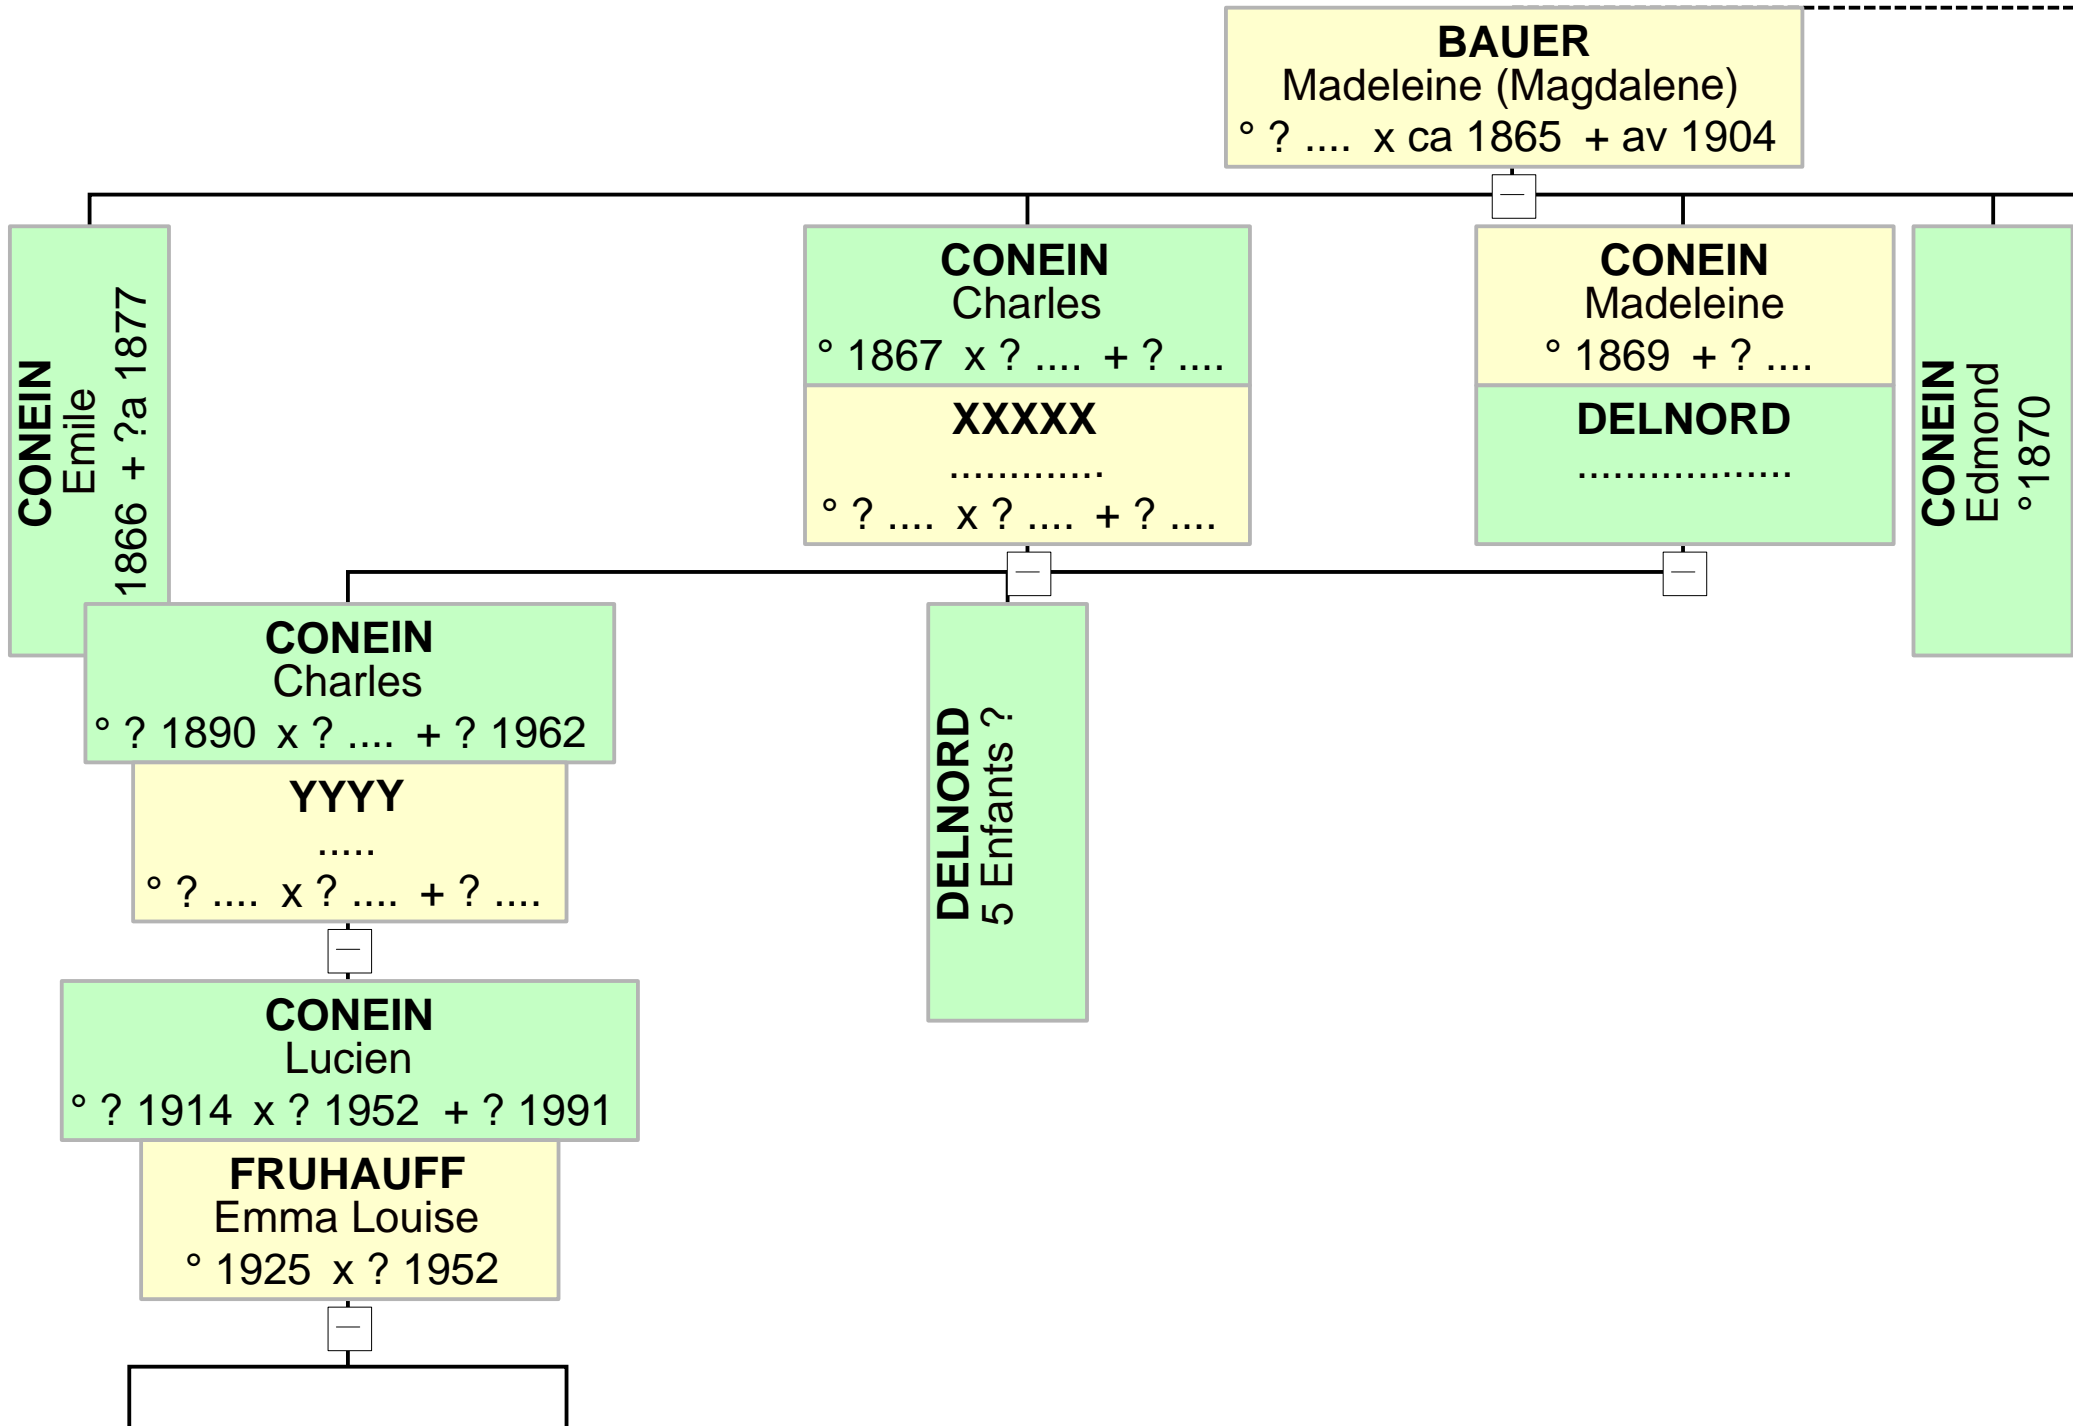 BAUER
Madeleine (Magdalene)
° ? .... x ca 1865 + av 1904
CONEIN
Emile
1866 + ?a 1877
CONEIN
Charles
° 1867 x ? .... + ? ....
XXXXX
.............
° ? .... x ? .... + ? ....
CONEIN
Madeleine
° 1869 + ? ....
DELNORD
..................
CONEIN
Edmond
°1870
CONEIN
Charles
° ? 1890 x ? .... + ? 1962
YYYY
.....
° ? .... x ? .... + ? ....
DELNORD
5 Enfants ?
CONEIN
Lucien
° ? 1914 x ? 1952 + ? 1991
FRUHAUFF
Emma Louise
° 1925 x ? 1952